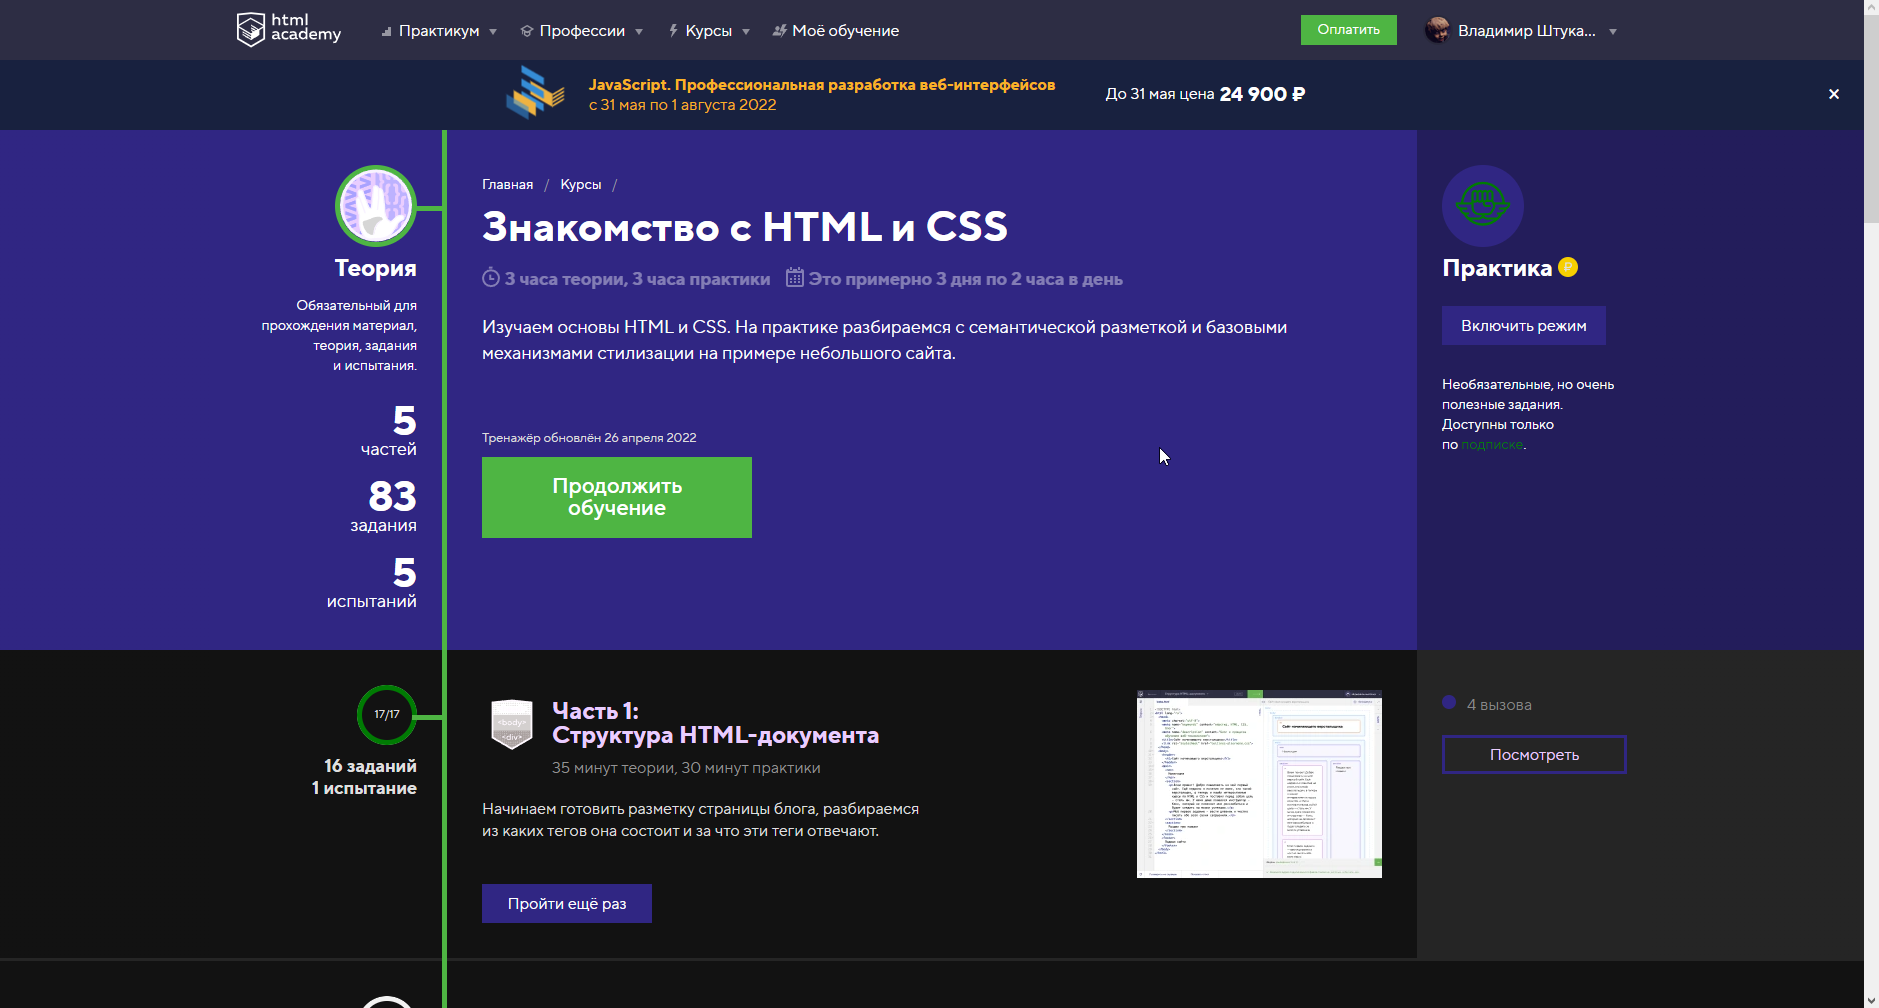 html
academy
Практикум
Профессии
Курсы
Моё обучение
Оплатить
Владимир Штука...
JavaScript. Профессиональная разработка веб-интерфейсов
с 31 мая по 1 августа 2022
До 31 мая цена 24 900 ₽
Теория
Обязательный для
прохождения материал,
теория, задания
и испытания.
5
частей
83
задания
5
испытаний
Главная / Курсы /
Знакомство с HTML и CSS
3 часа теории, 3 часа практики Это примерно 3 дня по 2 часа в день
Изучаем основы HTML и CSS. На практике разбираемся с семантической разметкой и базовыми
механизмами стилизации на примере небольшого сайта.
Тренажёр обновлён 26 апреля 2022
Продолжить
обучение
Практика ₽
Включить режим
Необязательные, но очень
полезные задания.
Доступны только
по подписке.
17/17
16 заданий
1 испытание
<body>
<div>
Часть 1:
Структура HTML-документа
35 минут теории, 30 минут практики
Начинаем готовить разметку страницы блога, разбираемся
из каких тегов она состоит и за что эти теги отвечают.
Пройти ещё раз
4 вызова
Посмотреть